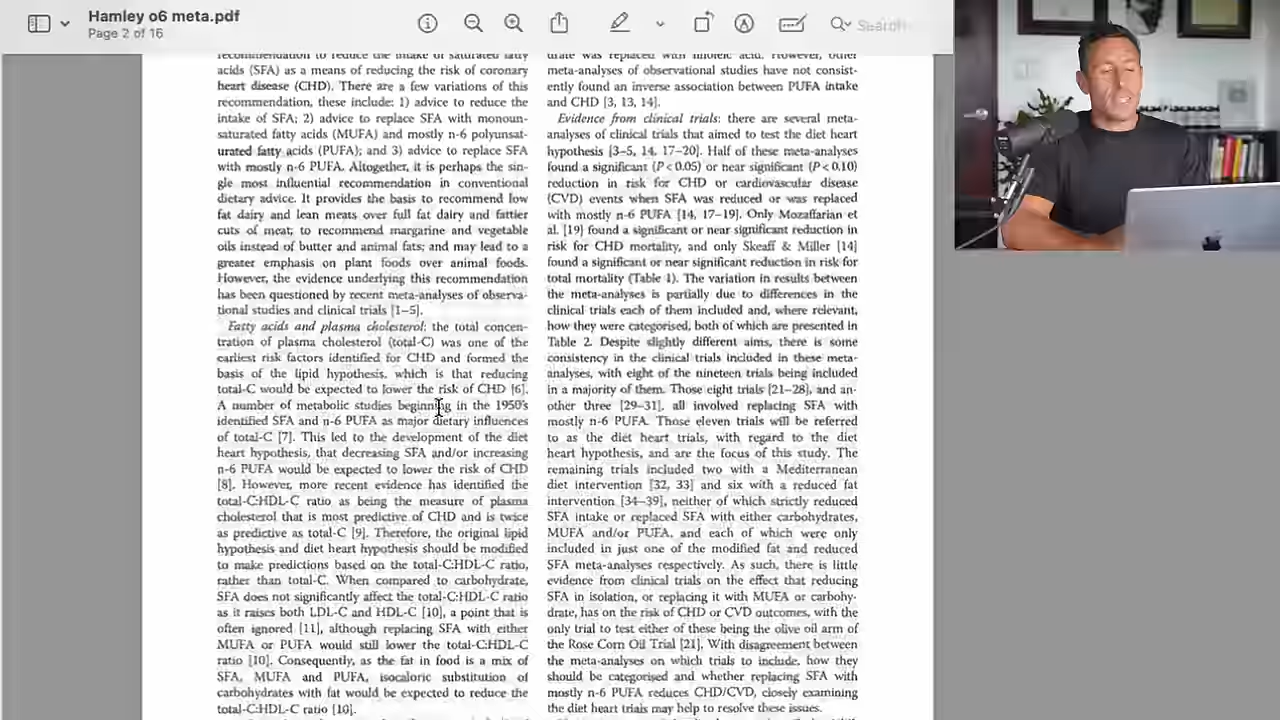 Hamley o6 meta.pdf
Page 2 of 16
Search
recommendation to reduce the intake of saturated fatty
acids (SFA) as a means of reducing the risk of coronary
heart disease (CHD). There are a few variations of this
recommendation, these include: 1) advice to reduce the
intake of SFA; 2) advice to replace SFA with monoun-
saturated fatty acids (MUFA) and mostly n-6 polyunsat-
urated fatty acids (PUFA); and 3) advice to replace SFA
with mostly n-6 PUFA. Altogether, it is perhaps the sin-
gle most influential recommendation in conventional
dietary advice. It provides the basis to recommend low
fat dairy and lean meats over full fat dairy and fattier
cuts of meat; to recommend margarine and vegetable
oils instead of butter and animal fats; and may lead to a
greater emphasis on plant foods over animal foods.
However, the evidence underlying this recommendation
has been questioned by recent meta-analyses of observa-
tional studies and clinical trials [1–5].
Fatty acids and plasma cholesterol: the total concen-
tration of plasma cholesterol (total-C) was one of the
earliest risk factors identified for CHD and formed the
basis of the lipid hypothesis, which is that reducing
total-C would be expected to lower the risk of CHD [6].
A number of metabolic studies beginning in the 1950's
identified SFA and n-6 PUFA as major dietary influences
of total-C [7]. This led to the development of the diet
heart hypothesis, that decreasing SFA and/or increasing
n-6 PUFA would be expected to lower the risk of CHD
[8]. However, more recent evidence has identified the
total-C:HDL-C ratio as being the measure of plasma
cholesterol that is most predictive of CHD and is twice
as predictive as total-C [9]. Therefore, the original lipid
hypothesis and diet heart hypothesis should be modified
to make predictions based on the total-C:HDL-C ratio,
rather than total-C. When compared to carbohydrate,
SFA does not significantly affect the total-C:HDL-C ratio
as it raises both LDL-C and HDL-C [10], a point that is
often ignored [11], although replacing SFA with either
MUFA or PUFA would still lower the total-C:HDL-C
ratio [10]. Consequently, as the fat in food is a mix of
SFA, MUFA and PUFA, isocaloric substitution of
carbohydrates with fat would be expected to reduce the
total-C:HDL-C ratio [10].
drate was replaced with linoleic acid. However, other
meta-analyses of observational studies have not consist-
ently found an inverse association between PUFA intake
and CHD [3, 13, 14].
Evidence from clinical trials: there are several meta-
analyses of clinical trials that aimed to test the diet heart
hypothesis [3–5, 14, 17–20]. Half of these meta-analyses
found a significant (P < 0.05) or near significant (P < 0.10)
reduction in risk for CHD or cardiovascular disease
(CVD) events when SFA was reduced or was replaced
with mostly n-6 PUFA [14, 17–19]. Only Mozaffarian et
al. [19] found a significant or near significant reduction in
risk for CHD mortality, and only Skeaff & Miller [14]
found a significant or near significant reduction in risk for
total mortality (Table 1). The variation in results between
the meta-analyses is partially due to differences in the
clinical trials each of them included and, where relevant,
how they were categorised, both of which are presented in
Table 2. Despite slightly different aims, there is some
consistency in the clinical trials included in these meta-
analyses, with eight of the nineteen trials being included
in a majority of them. Those eight trials [21–28], and an-
other three [29–31], all involved replacing SFA with
mostly n-6 PUFA. Those eleven trials will be referred
to as the diet heart trials, with regard to the diet
heart hypothesis, and are the focus of this study. The
remaining trials included two with a Mediterranean
diet intervention [32, 33] and six with a reduced fat
intervention [34–39], neither of which strictly reduced
SFA intake or replaced SFA with either carbohydrates,
MUFA and/or PUFA, and each of which were only
included in just one of the modified fat and reduced
SFA meta-analyses respectively. As such, there is little
evidence from clinical trials on the effect that reducing
SFA in isolation, or replacing it with MUFA or carbohy-
drate, has on the risk of CHD or CVD outcomes, with the
only trial to test either of these being the olive oil arm of
the Rose Corn Oil Trial [21]. With disagreement between
the meta-analyses on which trials to include, how they
should be categorised and whether replacing SFA with
mostly n-6 PUFA reduces CHD/CVD, closely examining
the diet heart trials may help to resolve these issues.